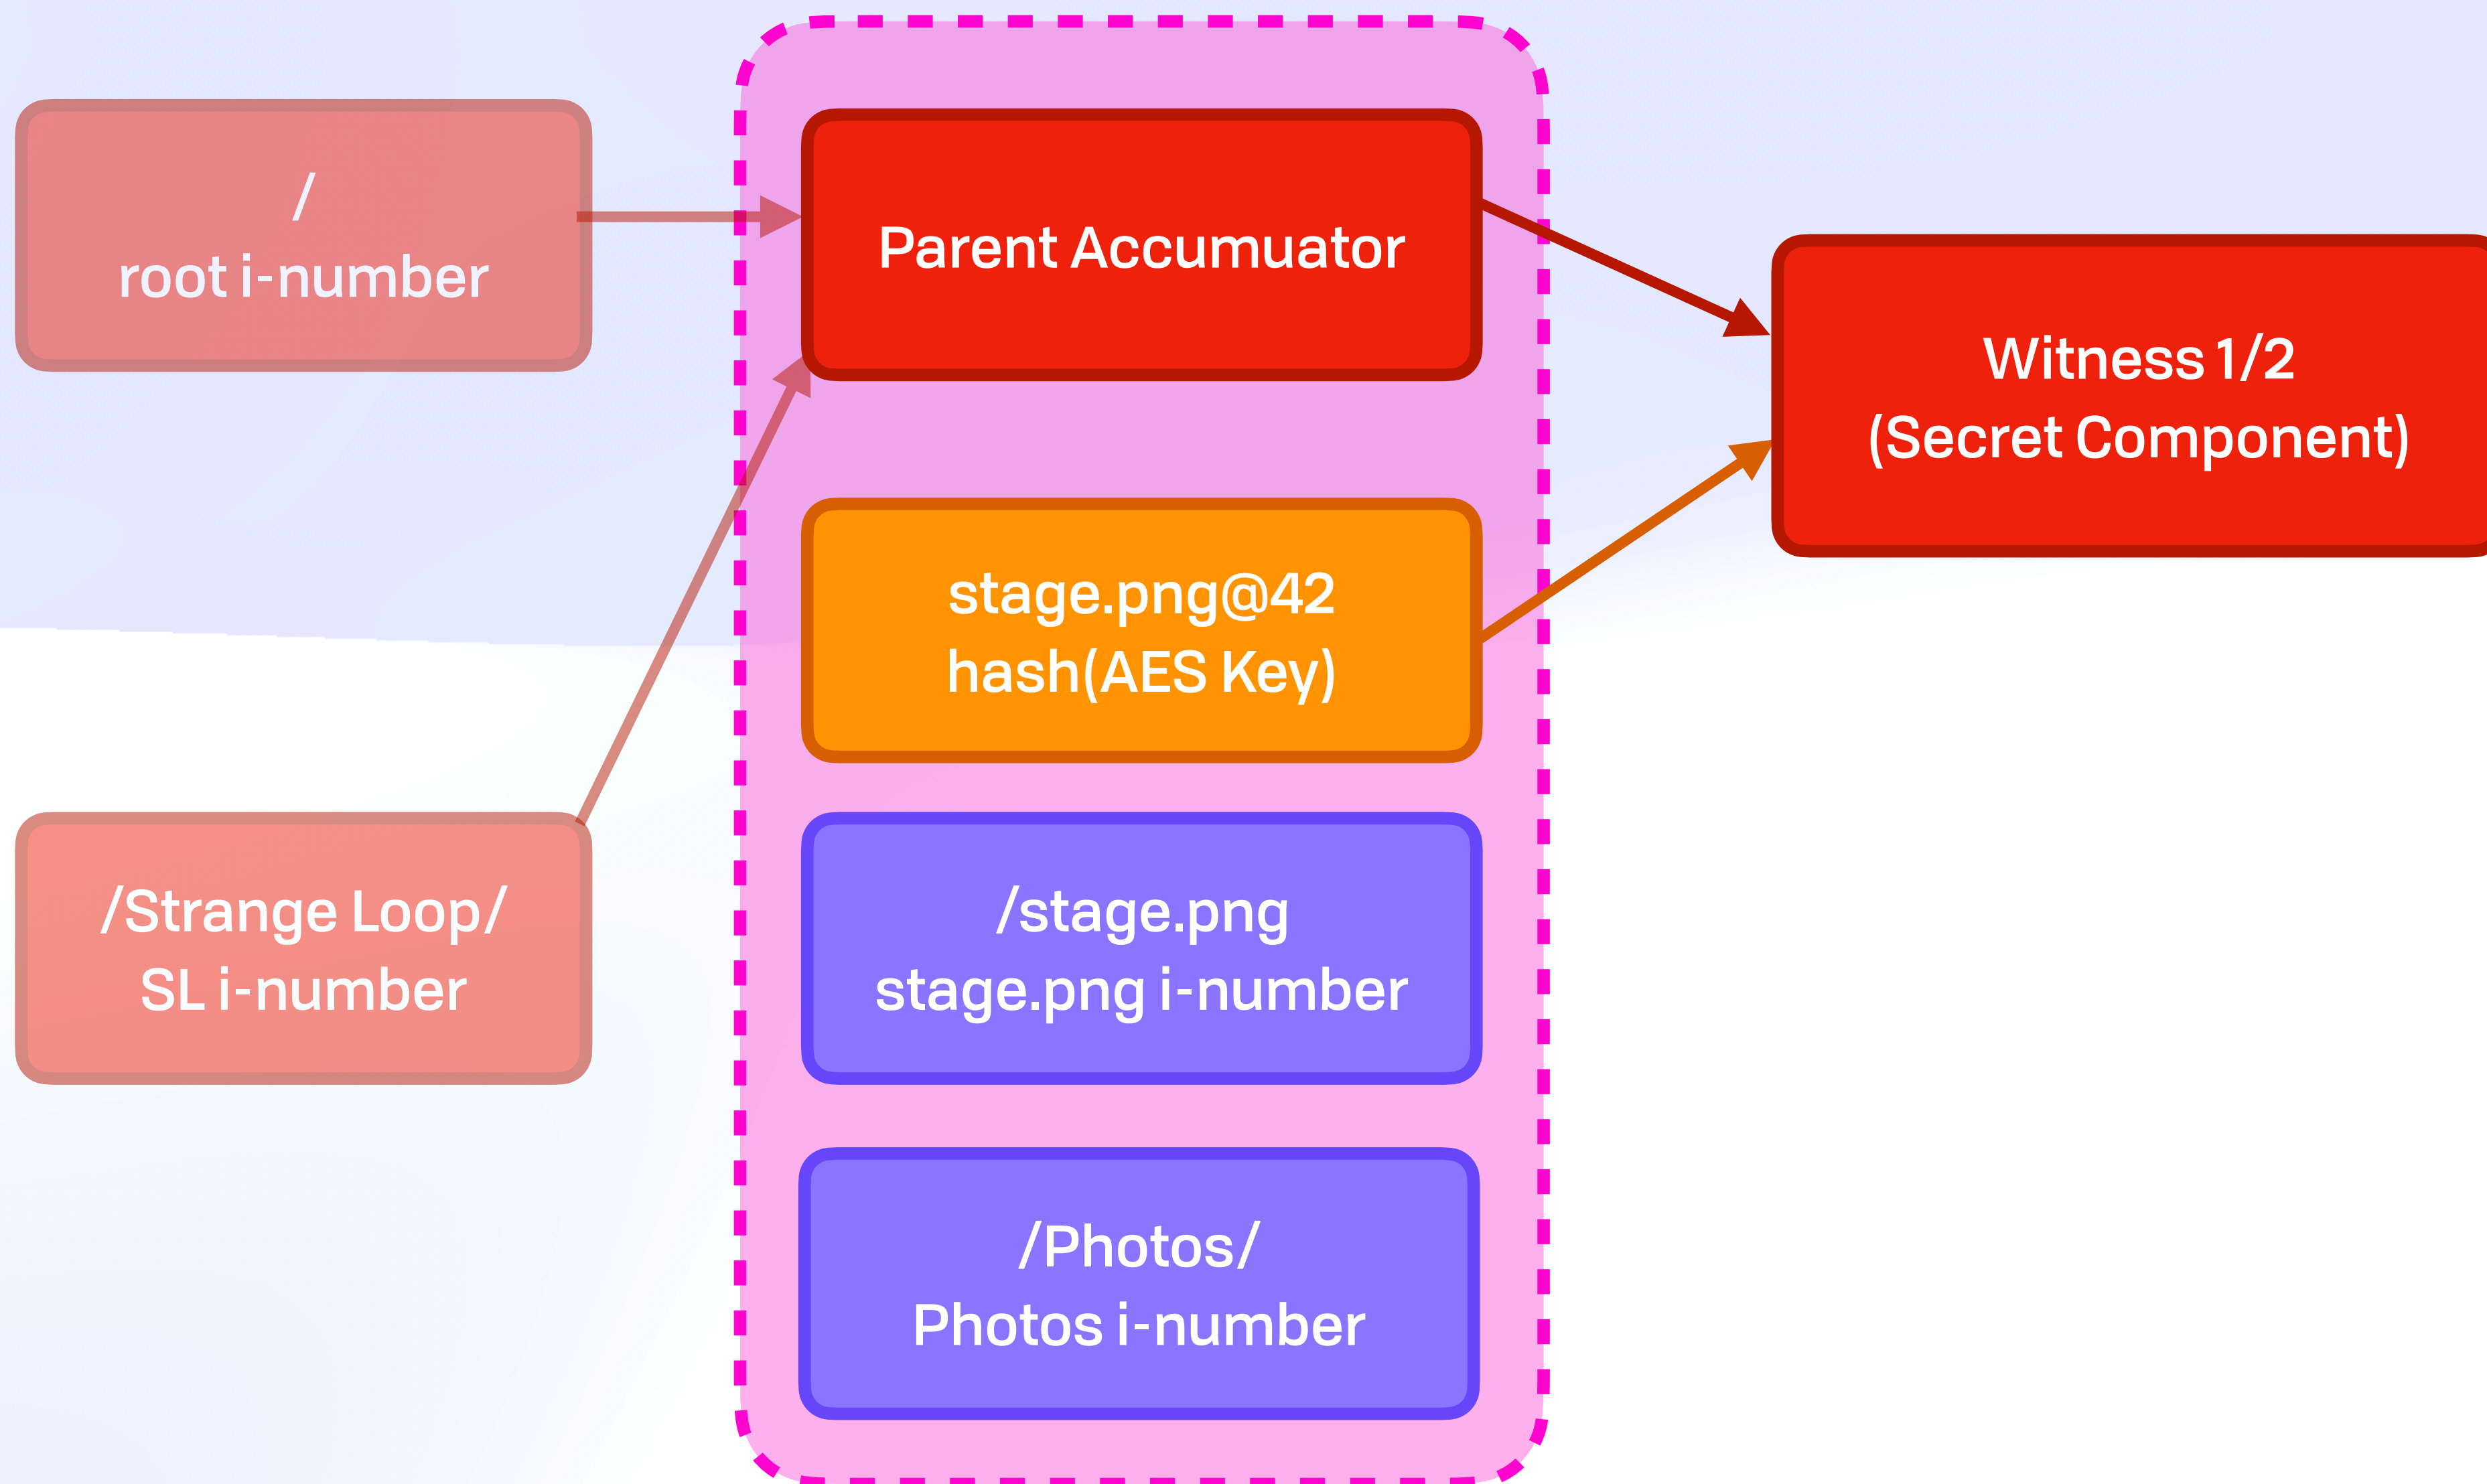 /
root i-number
/Strange Loop/
SL i-number
Parent Accumuator
stage.png@42
hash(AES Key)
/stage.png
stage.png i-number
/Photos/
Photos i-number
Witness 1/2
(Secret Component)